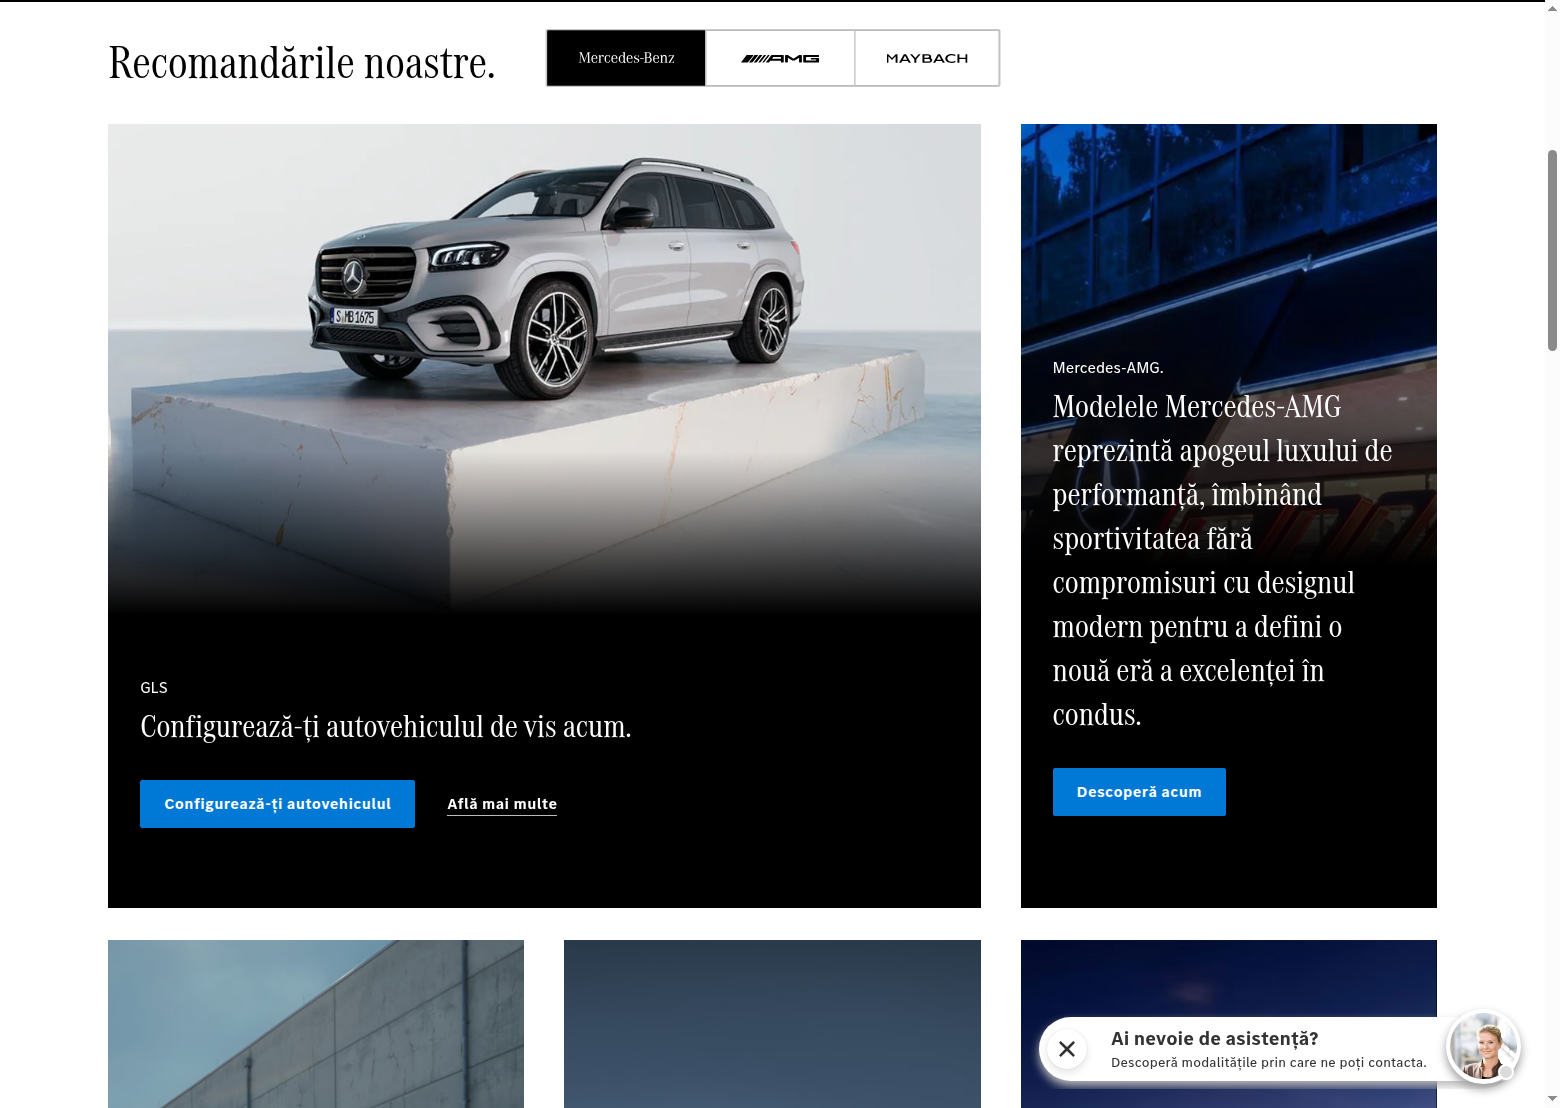 Recomandările noastre.
Mercedes-Benz
AMG
MAYBACH
S MB 1675
GLS
Configurează-ți autovehiculul de vis acum.
Configurează-ți autovehiculul
Află mai multe
Mercedes-AMG.
Modelele Mercedes-AMG
reprezintă apogeul luxului de
performanță, îmbinând
sportivitatea fără
compromisuri cu designul
modern pentru a defini o
nouă eră a excelenței în
condus.
Descoperă acum
Ai nevoie de asistență?
Descoperă modalitățile prin care ne poți contacta.